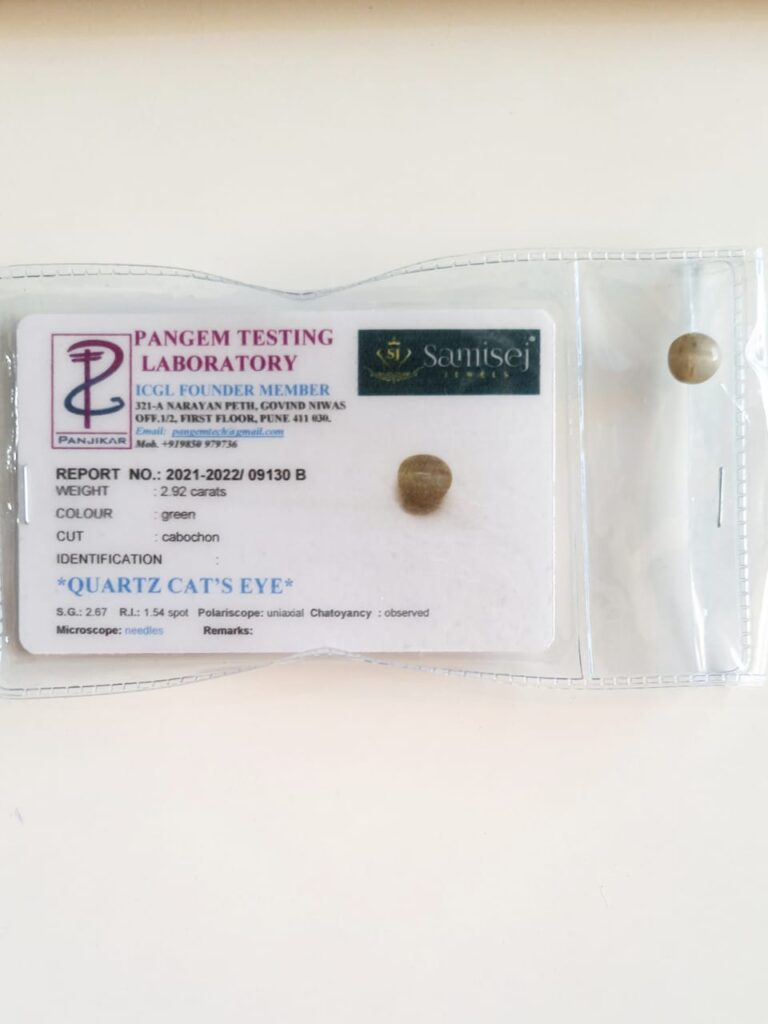 PANGEM TESTING
LABORATORY
ICGL FOUNDER MEMBER
321-A NARAYAN PETH, GOVIND NIWAS
OFF.1/2, FIRST FLOOR, PUNE 411 030.
Email: pangemtech@gmail.com
Mob. +919850 979736
PANJIKAR
SJ
Samisej
JEWELS
REPORT NO.: 2021-2022/ 09130 B
WEIGHT : 2.92 carats
COLOUR : green
CUT : cabochon
IDENTIFICATION :
*QUARTZ CAT'S EYE*
S.G.: 2.67 R.I.: 1.54 spot Polariscope: uniaxial Chatoyancy : observed
Microscope: needles Remarks: